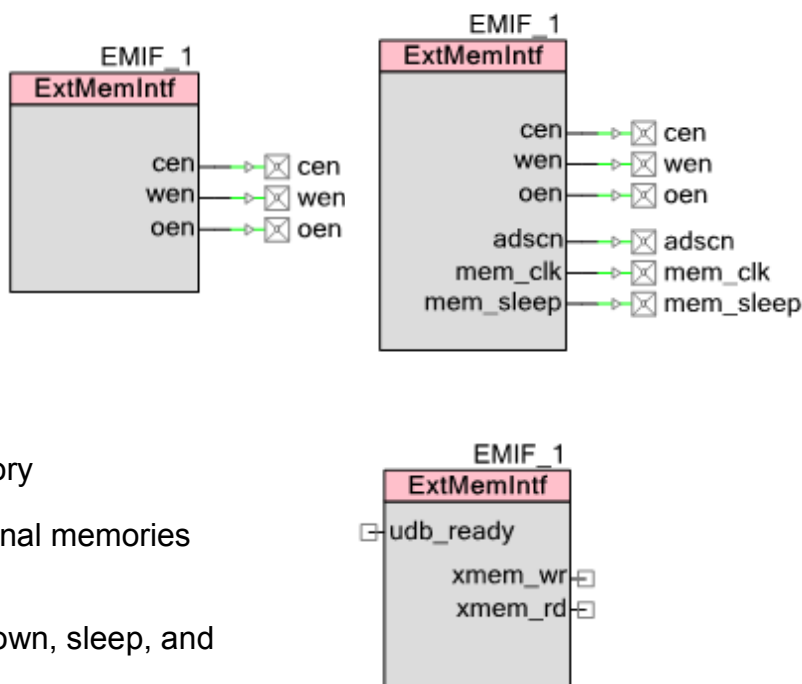 EMIF_1
ExtMemIntf
cen
cen
wen
wen
oen
oen
EMIF_1
ExtMemIntf
cen
cen
wen
wen
oen
oen
adscn
adscn
mem_clk
mem_clk
mem_sleep
mem_sleep
ory
nal memories
own, sleep, and
EMIF_1
ExtMemIntf
udb_ready
xmem_wr
xmem_rd